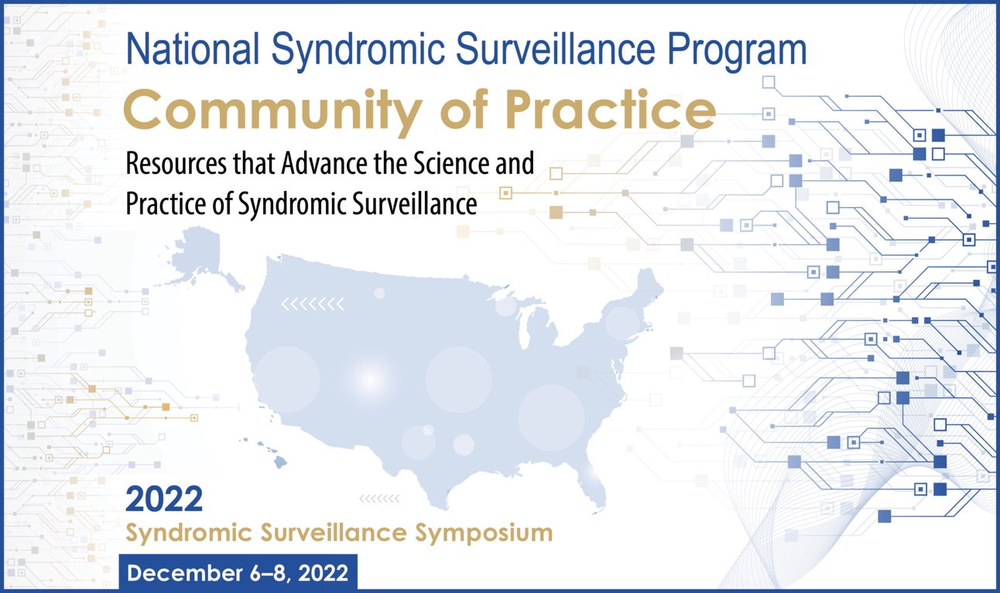 National Syndromic Surveillance Program
Community of Practice
Resources that Advance the Science and
Practice of Syndromic Surveillance
2022
Syndromic Surveillance Symposium
December 6–8, 2022